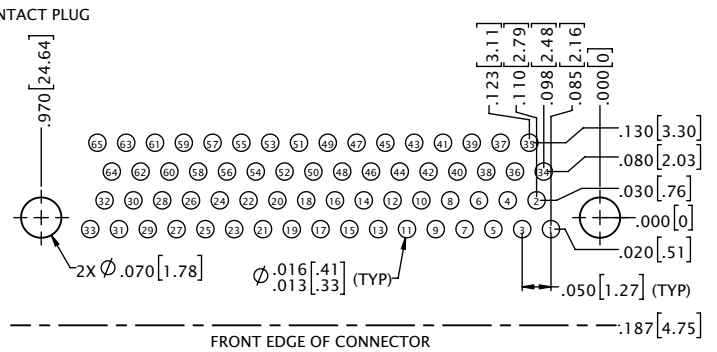 NTACT PLUG
.970[24.64]
.123[3.11]
.110[2.79]
.098[2.48]
.085[2.16]
.000[0]
65 63 61 59 57 55 53 51 49 47 45 43 41 39 37 35
.130[3.30]
64 62 60 58 56 54 52 50 48 46 44 42 40 38 36 34
.080[2.03]
32 30 28 26 24 22 20 18 16 14 12 10 8 6 4 2
.030[.76]
.000[0]
33 31 29 27 25 23 21 19 17 15 13 11 9 7 5 3 1
.020[.51]
2X Ø.070[1.78]
Ø.016[.41]
.013[.33] (TYP)
.050[1.27] (TYP)
.187[4.75]
FRONT EDGE OF CONNECTOR